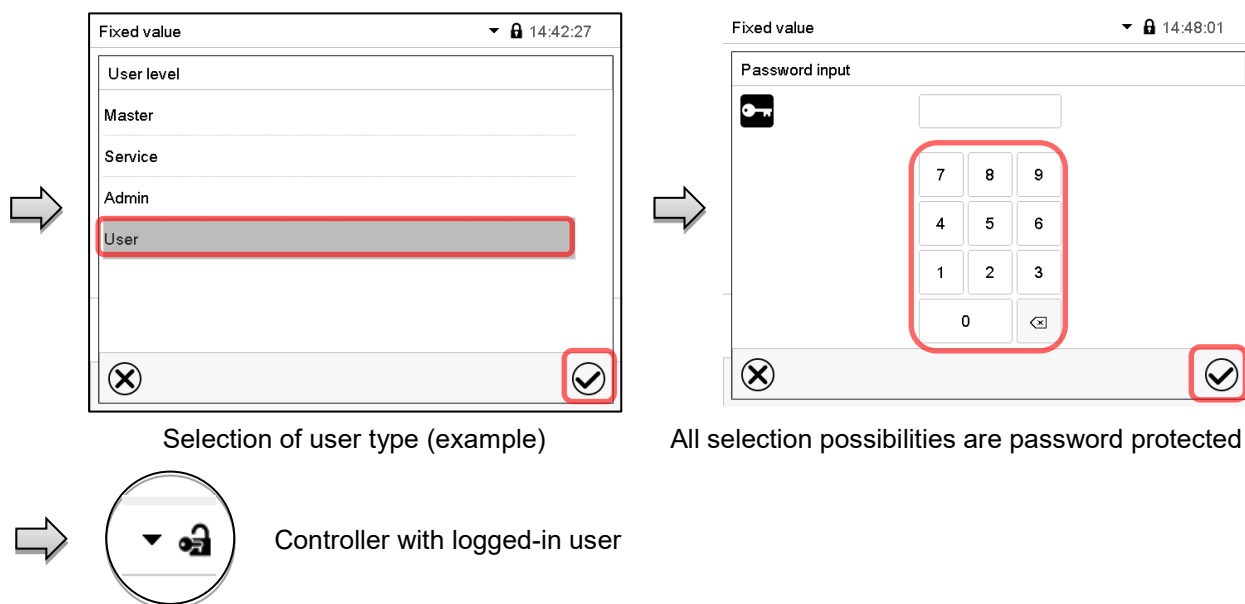 Fixed value 14:42:27
User level
Master
Service
Admin
User
Selection of user type (example)
Fixed value 14:48:01
Password input
7 8 9
4 5 6
1 2 3
0
All selection possibilities are password protected
Controller with logged-in user